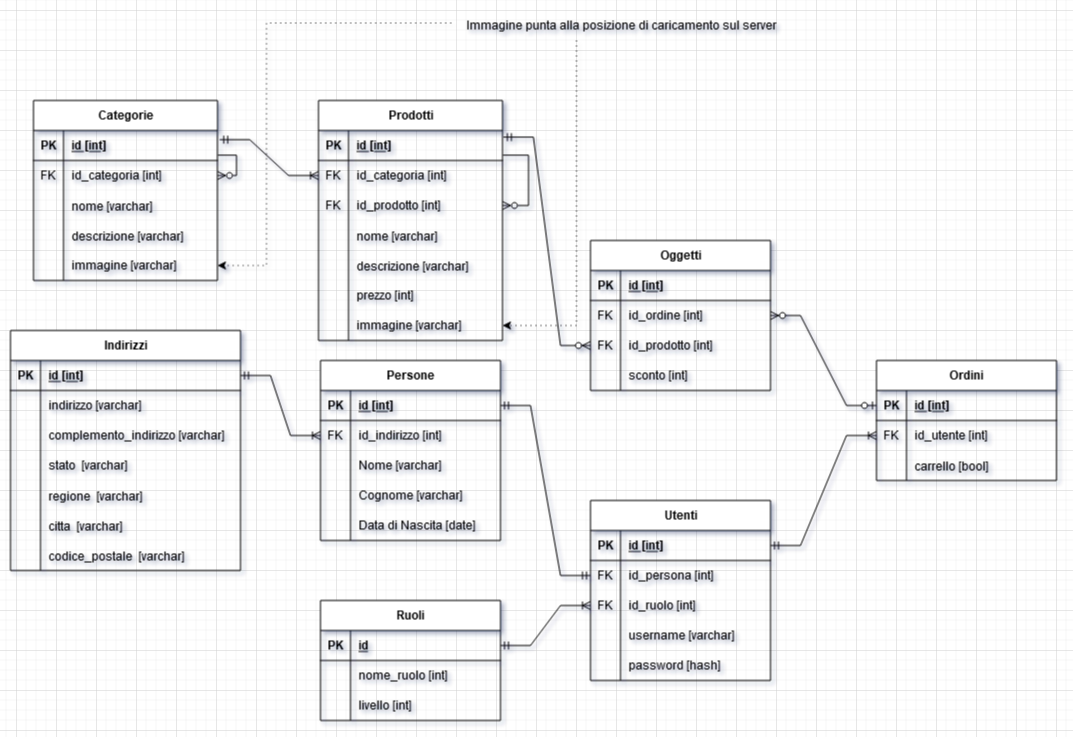 Immagine punta alla posizione di caricamento sul server
Categorie
PK id [int]
FK id_categoria [int]
nome [varchar]
descrizione [varchar]
immagine [varchar]
Prodotti
PK id [int]
FK id_categoria [int]
FK id_prodotto [int]
nome [varchar]
descrizione [varchar]
prezzo [int]
immagine [varchar]
Oggetti
PK id [int]
FK id_ordine [int]
FK id_prodotto [int]
sconto [int]
Indirizzi
PK id [int]
indirizzo [varchar]
complemento_indirizzo [varchar]
stato [varchar]
regione [varchar]
citta [varchar]
codice_postale [varchar]
Persone
PK id [int]
FK id_indirizzo [int]
Nome [varchar]
Cognome [varchar]
Data di Nascita [date]
Ordini
PK id [int]
FK id_utente [int]
carrello [bool]
Utenti
PK id [int]
FK id_persona [int]
FK id_ruolo [int]
username [varchar]
password [hash]
Ruoli
PK id
nome_ruolo [int]
livello [int]